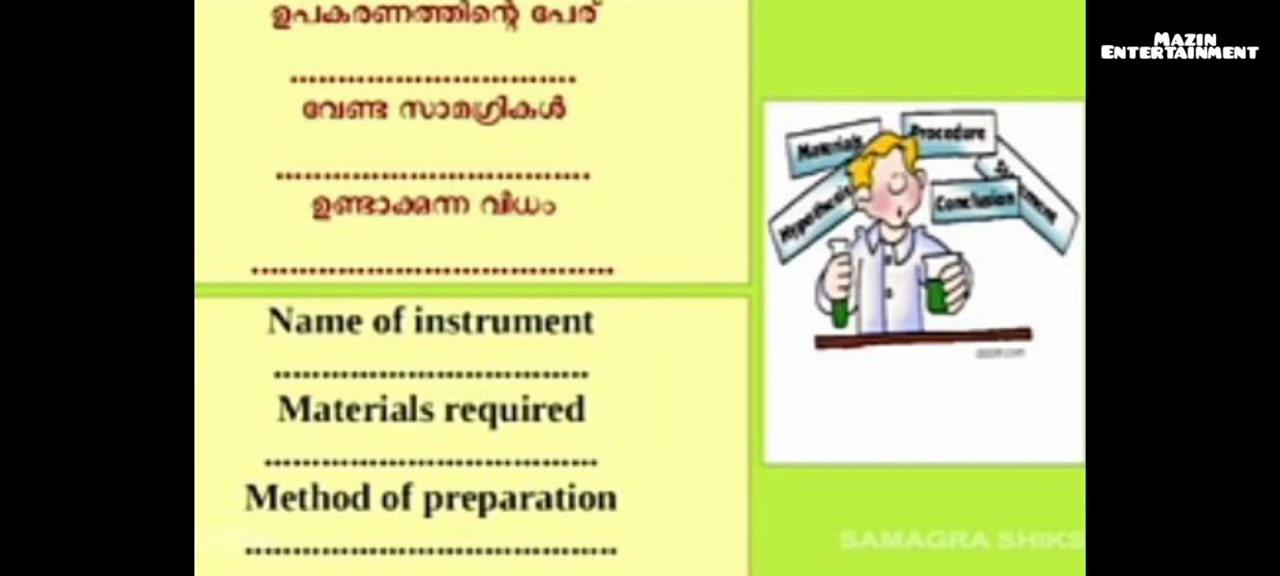 ഉപകരണത്തിന്റെ പേര്
..............................
വേണ്ട സാമഗ്രികൾ
.................................
ഉണ്ടാക്കുന്ന വിധം
......................................
Name of instrument
.................................
Materials required
...................................
Method of preparation
.......................................
Materials
Procedure
Hypothesis
Conclusion
SAMAGRA SHIKS
MAZIN
ENTERTAINMENT